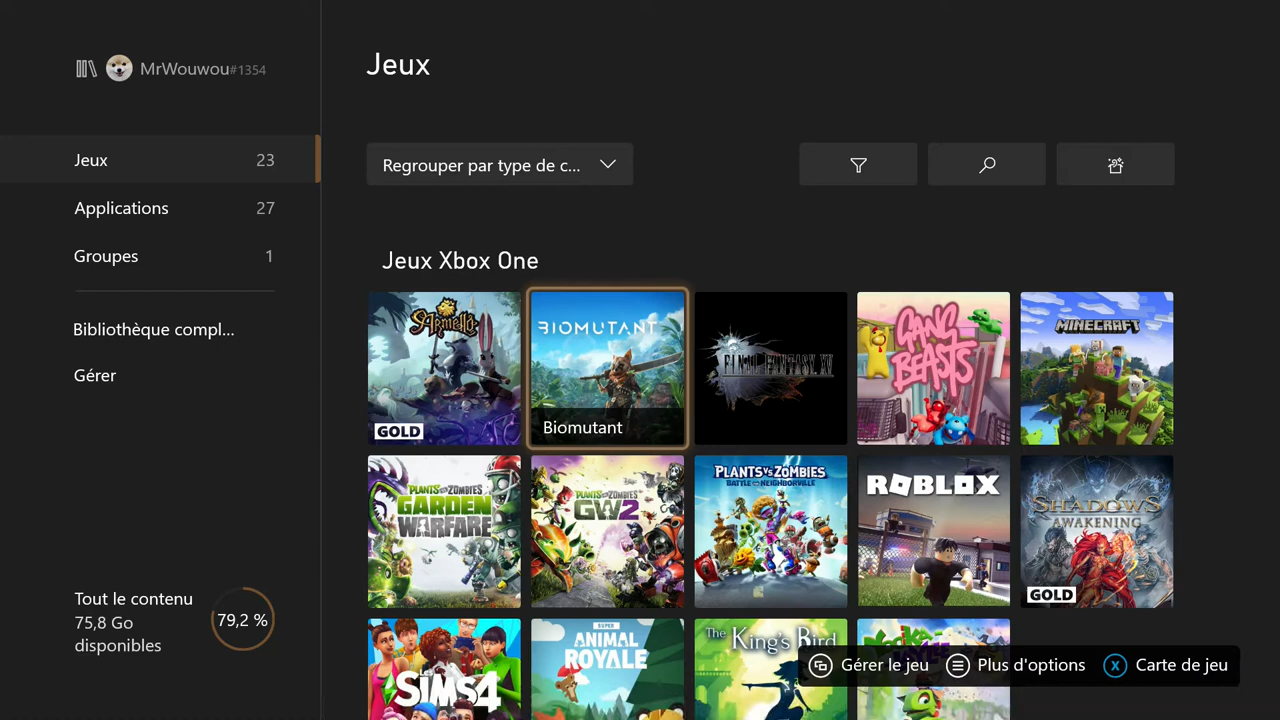 MrWouwou#1354
Jeux 23
Applications 27
Groupes 1
Bibliothèque compl...
Gérer
Tout le contenu
75,8 Go
disponibles
79,2 %
Jeux
Regrouper par type de c...
Jeux Xbox One
Armello
GOLD
BIOMUTANT
Biomutant
FINAL FANTASY XV
GANG
BEASTS
MINECRAFT
PLANTS VS. ZOMBIES
GARDEN
WARFARE
PLANTS VS. ZOMBIES
GW2
PLANTS VS. ZOMBIES
BATTLE FOR NEIGHBORVILLE
ROBLOX
SHADOWS
AWAKENING
GOLD
LES
SIMS4
SUPER
ANIMAL
ROYALE
The King's Bird
Gérer le jeu
Plus d'options
X Carte de jeu